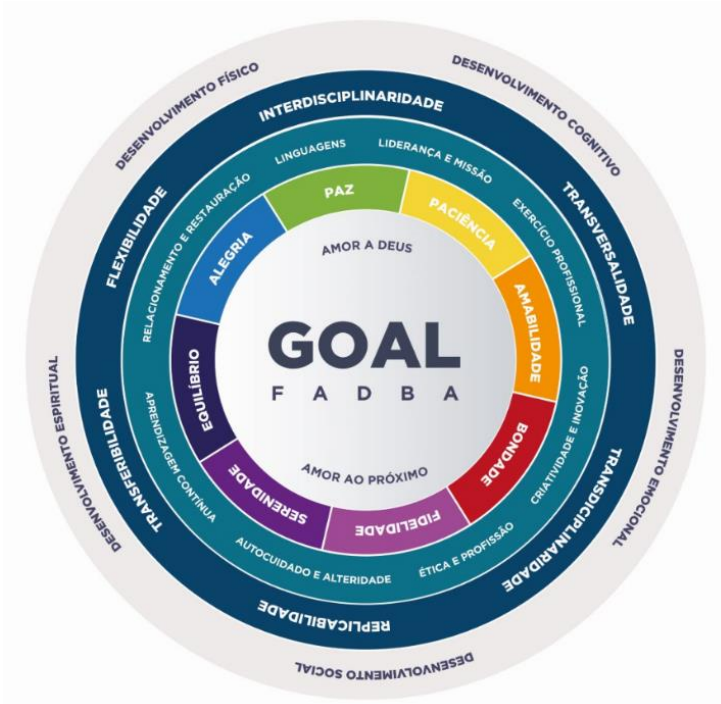 DESENVOLVIMENTO FÍSICO
DESENVOLVIMENTO COGNITIVO
DESENVOLVIMENTO EMOCIONAL
DESENVOLVIMENTO SOCIAL
DESENVOLVIMENTO ESPIRITUAL
INTERDISCIPLINARIDADE
TRANSVERSALIDADE
TRANSDICIPLINARIDADE
REPLICABILIDADE
TRANSFERIBILIDADE
FLEXIBILIDADE
LINGUAGENS
LIDERANÇA E MISSÃO
EXERCÍCIO PROFISSIONAL
CRIATIVIDADE E INOVAÇÃO
ÉTICA E PROFISSÃO
AUTOCUIDADO E ALTERIDADE
APRENDIZAGEM CONTÍNUA
RELACIONAMENTO E RESTAURAÇÃO
PAZ
PACIÊNCIA
AMABILIDADE
BONDADE
FIDELIDADE
SERENIDADE
EQUILÍBRIO
ALEGRIA
AMOR A DEUS
GOAL
FADBA
AMOR AO PRÓXIMO